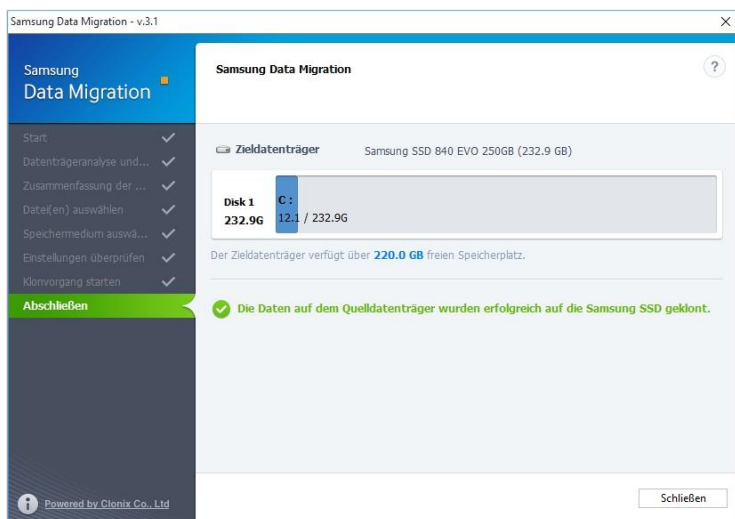 Samsung Data Migration - v.3.1
Samsung
Data Migration
Samsung Data Migration
?
Start
Datenträgeranalyse und...
Zusammenfassung der ...
Datei(en) auswählen
Speichermedium auswä...
Einstellungen überprüfen
Klonvorgang starten
Abschließen
Zieldatenträger
Samsung SSD 840 EVO 250GB (232.9 GB)
Disk 1
232.9G
C :
12.1 / 232.9G
Der Zieldatenträger verfügt über 220.0 GB freien Speicherplatz.
Die Daten auf dem Quelldatenträger wurden erfolgreich auf die Samsung SSD geklont.
Powered by Clonix Co., Ltd
Schließen